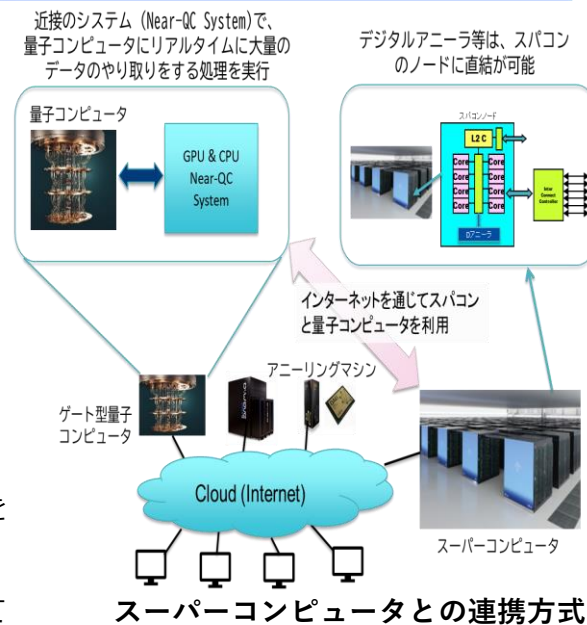 近接のシステム (Near-QC System)で、
量子コンピュータにリアルタイムに大量の
データのやり取りをする処理を実行
量子コンピュータ
GPU & CPU
Near-QC
System
デジタルアニーラ等は、スパコン
のノードに直結が可能
スパコンノード
L2 C
Core Core
Core Core
Core Core
Core Core
Inter
Connect
Controller
Dアニーラ
インターネットを通じてスパコン
と量子コンピュータを利用
アニーリングマシン
ゲート型量子
コンピュータ
Cloud (Internet)
スーパーコンピュータ
を
て
スーパーコンピュータとの連携方式